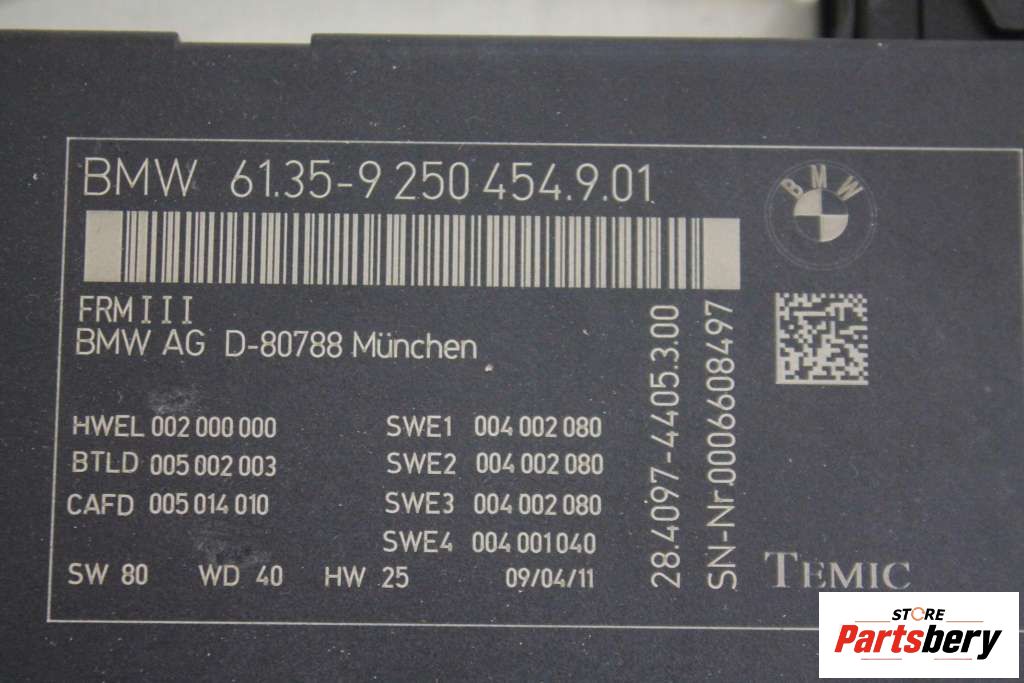 BMW 61.35-9 250 454.9.01
BMW
FRM III
BMW AG D-80788 München
HWEL 002 000 000
BTLD 005 002 003
CAFD 005 014 010
SWE1 004 002 080
SWE2 004 002 080
SWE3 004 002 080
SWE4 004 001 040
SW 80 WD 40 HW 25 09/04/11
28.4097-4405.3.00
SN-Nr.0006608497
TEMIC
STORE
Partsbery